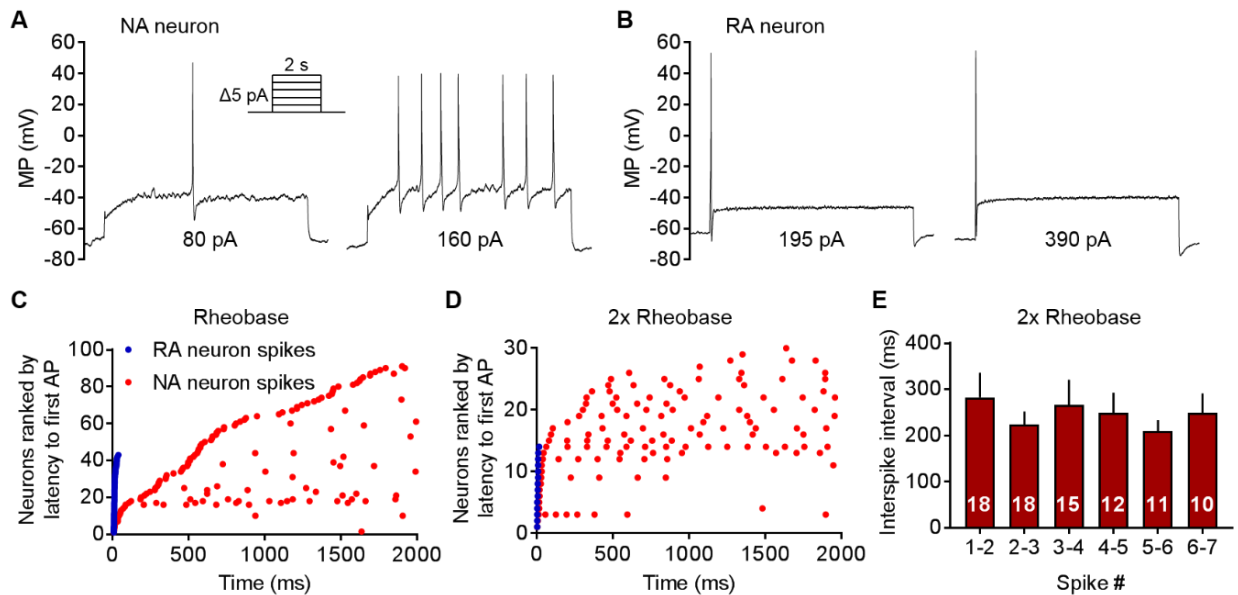 A
NA neuron
60
40
20
0
-20
-40
-60
-80
MP (mV)
2 s
Δ5 pA
80 pA
160 pA
B
RA neuron
60
40
20
0
-20
-40
-60
-80
MP (mV)
195 pA
390 pA
C
Rheobase
RA neuron spikes
NA neuron spikes
Neurons ranked by
latency to first AP
100
80
60
40
20
0
0 500 1000 1500 2000
Time (ms)
D
2x Rheobase
Neurons ranked by
latency to first AP
30
20
10
0
0 500 1000 1500 2000
Time (ms)
E
2x Rheobase
Interspike interval (ms)
400
300
200
100
0
18 18 15 12 11 10
1-2 2-3 3-4 4-5 5-6 6-7
Spike #